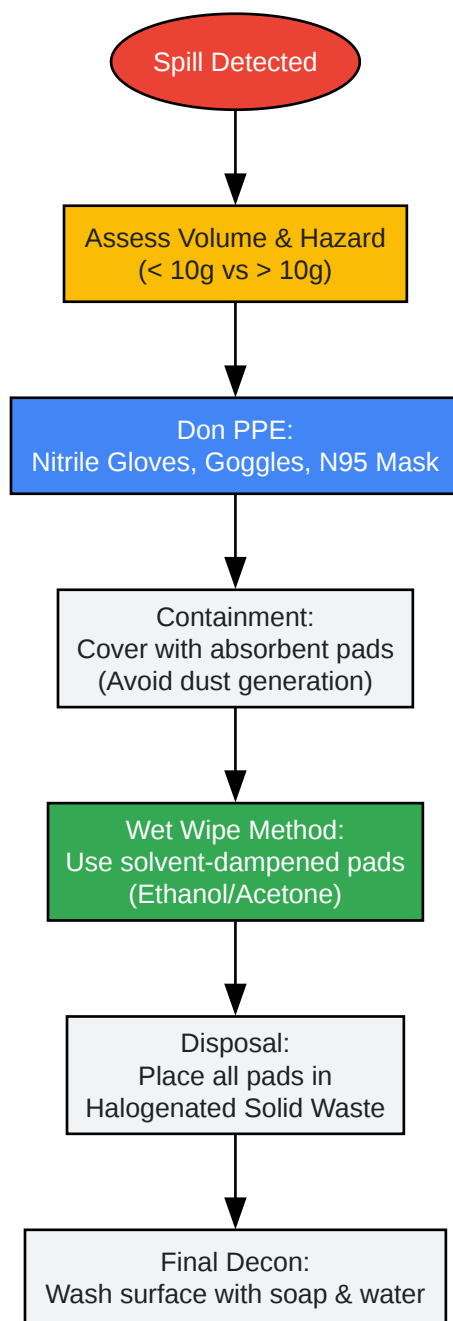 Spill Detected
Assess Volume & Hazard
(< 10g vs > 10g)
Don PPE:
Nitrile Gloves, Goggles, N95 Mask
Containment:
Cover with absorbent pads
(Avoid dust generation)
Wet Wipe Method:
Use solvent-dampened pads
(Ethanol/Acetone)
Disposal:
Place all pads in
Halogenated Solid Waste
Final Decon:
Wash surface with soap & water